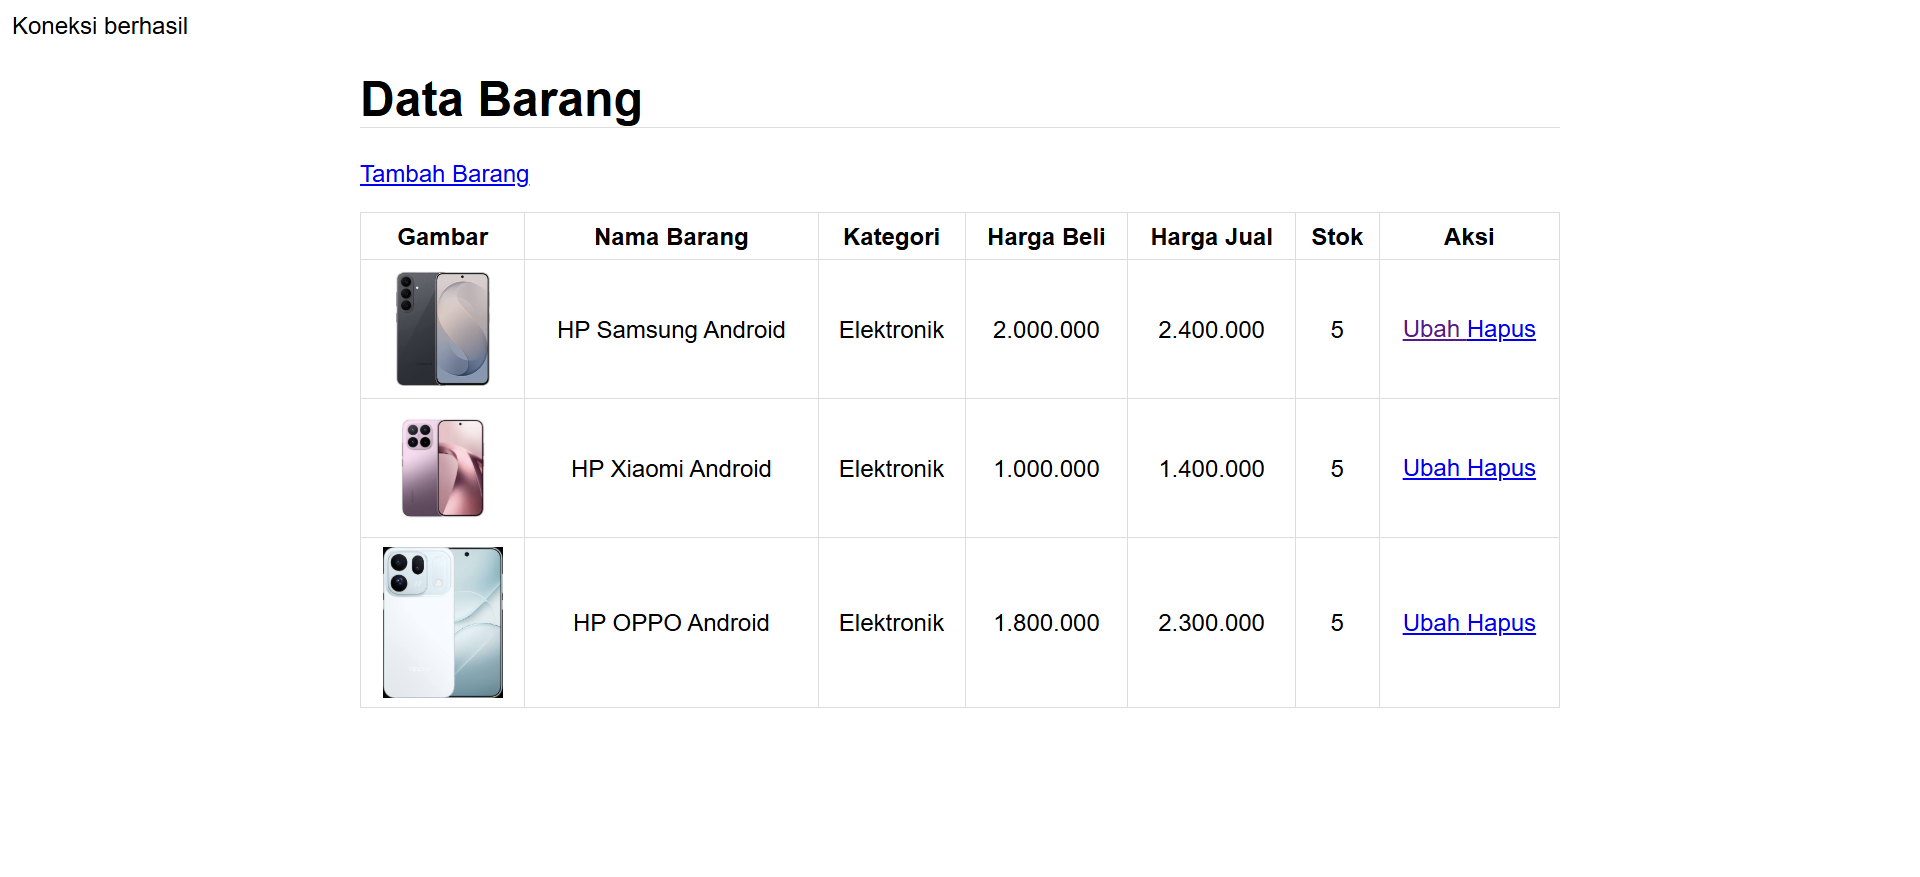 Koneksi berhasil
Data Barang
Tambah Barang
Gambar Nama Barang Kategori Harga Beli Harga Jual Stok Aksi
HP Samsung Android Elektronik 2.000.000 2.400.000 5 Ubah Hapus
HP Xiaomi Android Elektronik 1.000.000 1.400.000 5 Ubah Hapus
HP OPPO Android Elektronik 1.800.000 2.300.000 5 Ubah Hapus